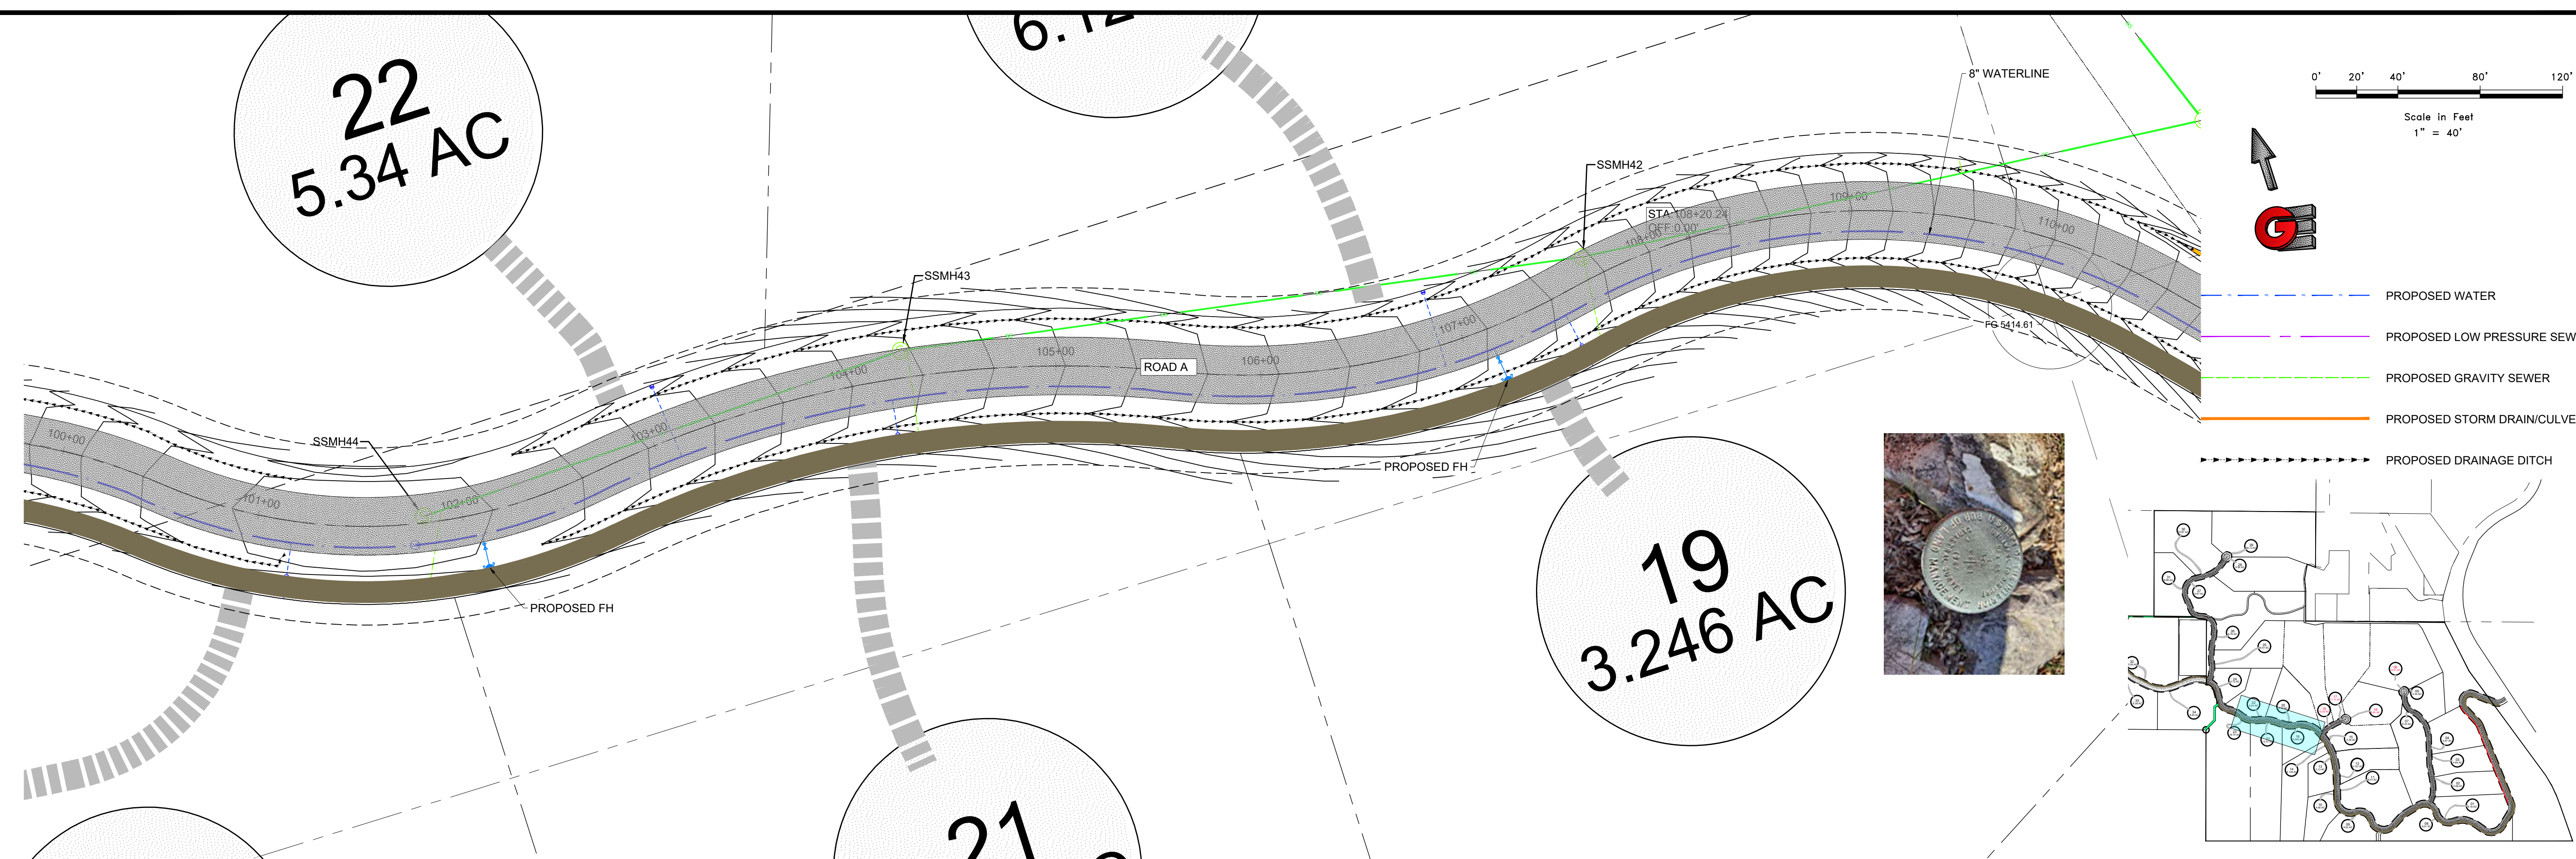 22
5.34 AC
6.12
8" WATERLINE
0' 20' 40' 80' 120'
Scale in Feet
1" = 40'
SSMH42
STA:108+20.24
OFF:0.00'
108+00
109+00
110+00
SSMH43
G
PROPOSED WATER
FG 5414.61
PROPOSED LOW PRESSURE SEW
107+00
105+00
106+00
ROAD A
104+00
PROPOSED GRAVITY SEWER
PROPOSED STORM DRAIN/CULVE
103+00
100+00
SSMH44
PROPOSED FH
PROPOSED DRAINAGE DITCH
101+00
102+00
19
3.246 AC
PROPOSED FH
21